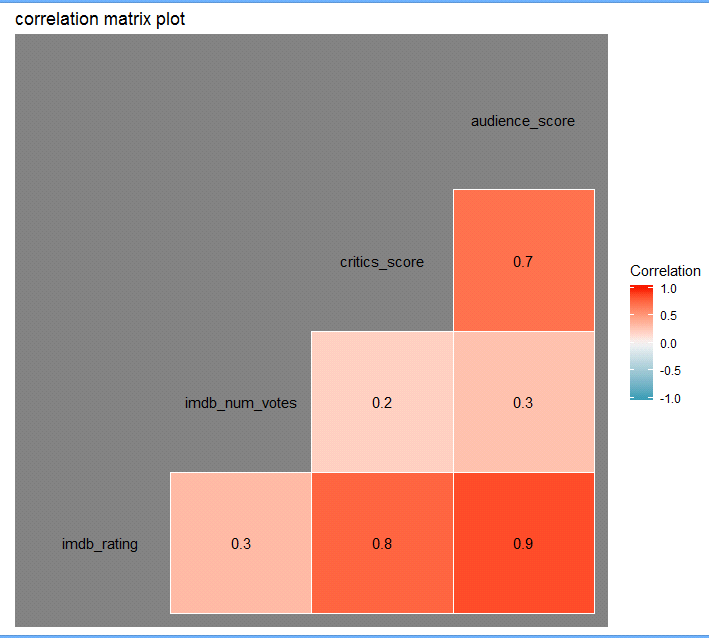 correlation matrix plot
audience_score
critics_score
0.7
imdb_num_votes
0.2
0.3
imdb_rating
0.3
0.8
0.9
Correlation
1.0
0.5
0.0
-0.5
-1.0